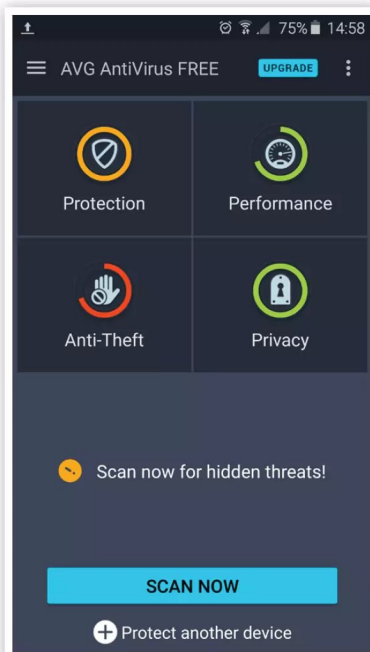 75% 14:58
AVG AntiVirus FREE UPGRADE
Protection Performance
Anti-Theft Privacy
Scan now for hidden threats!
SCAN NOW
Protect another device